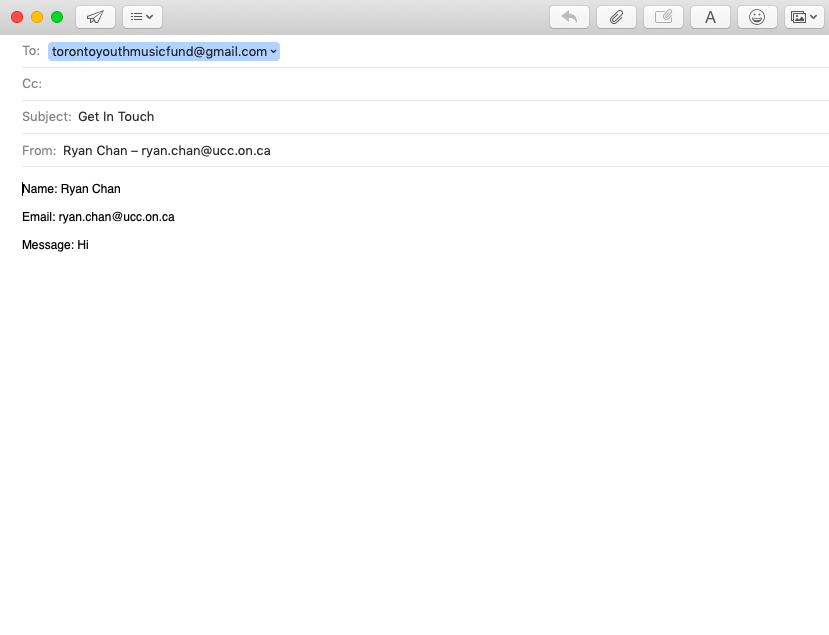 To: torontoyouthmusicfund@gmail.com
Cc:
Subject: Get In Touch
From: Ryan Chan – ryan.chan@ucc.on.ca
Name: Ryan Chan
Email: ryan.chan@ucc.on.ca
Message: Hi